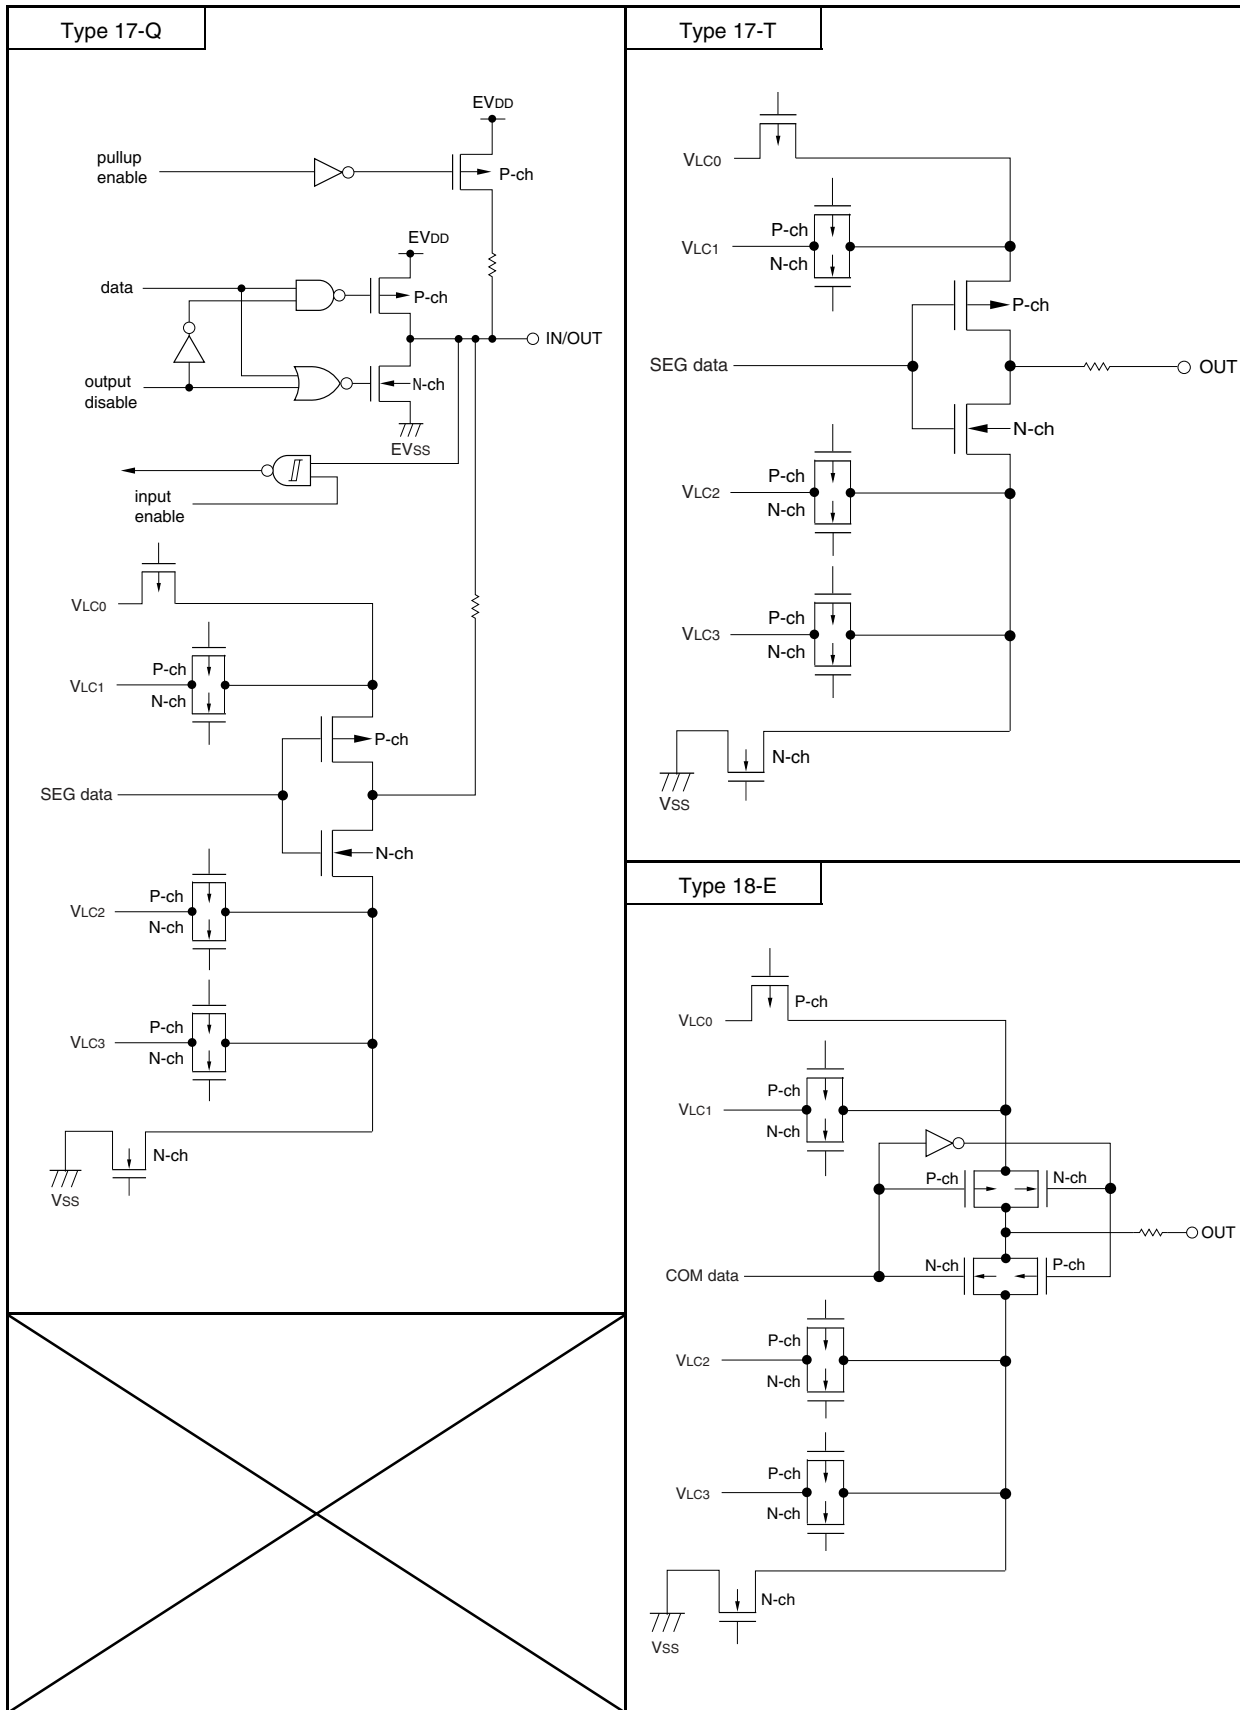 Type 17-Q
EVDD
pullup
enable
P-ch
EVDD
data
P-ch
IN/OUT
output
disable
N-ch
EVSS
input
enable
VLC0
P-ch
VLC1
N-ch
P-ch
SEG data
N-ch
P-ch
VLC2
N-ch
P-ch
VLC3
N-ch
N-ch
VSS
Type 17-T
VLC0
P-ch
VLC1
N-ch
P-ch
SEG data
OUT
N-ch
P-ch
VLC2
N-ch
P-ch
VLC3
N-ch
N-ch
VSS
Type 18-E
P-ch
VLC0
P-ch
VLC1
N-ch
P-ch
N-ch
OUT
N-ch
P-ch
COM data
P-ch
VLC2
N-ch
P-ch
VLC3
N-ch
N-ch
VSS